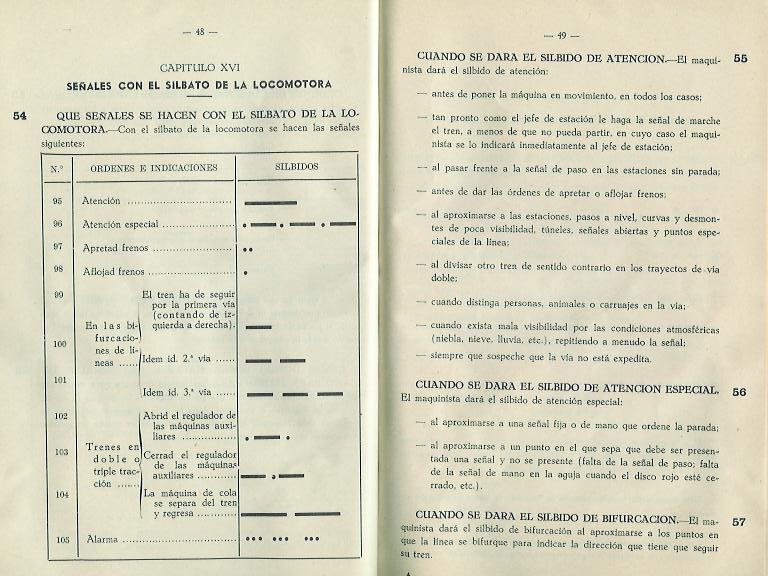 — 48 —
CAPITULO XVI
SEÑALES CON EL SILBATO DE LA LOCOMOTORA
54 QUE SEÑALES SE HACEN CON EL SILBATO DE LA LO-
COMOTORA.—Con el silbato de la locomotora se hacen las señales
siguientes:
N.º ORDENES E INDICACIONES SILBIDOS
95 Atención
96 Atención especial
97 Apretad frenos
98 Aflojad frenos
En las bi-
furcacio-
nes de lí-
neas
99 El tren ha de seguir
por la primera vía
(contando de iz-
quierda a derecha).
100 Idem íd. 2.ª vía
101 Idem íd. 3.ª vía
Trenes en
doble o
triple trac-
ción
102 Abrid el regulador de
las máquinas auxi-
liares
103 Cerrad el regulador
de las máquinas
auxiliares
104 La máquina de cola
se separa del tren
y regresa
105 Alarma
— 49 —
CUANDO SE DARA EL SILBIDO DE ATENCION.—El maqui- 55
nista dará el silbido de atención:
— antes de poner la máquina en movimiento, en todos los casos;
— tan pronto como el jefe de estación le haga la señal de marche
el tren, a menos de que no pueda partir, en cuyo caso el maqui-
nista se lo indicará inmediatamente al jefe de estación;
— al pasar frente a la señal de paso en las estaciones sin parada;
— antes de dar las órdenes de apretar o aflojar frenos;
— al aproximarse a las estaciones, pasos a nivel, curvas y desmon-
tes de poca visibilidad, túneles, señales abiertas y puntos espe-
ciales de la línea;
— al divisar otro tren de sentido contrario en los trayectos de vía
doble;
— cuando distinga personas, animales o carruajes en la vía;
— cuando exista mala visibilidad por las condiciones atmosféricas
(niebla, nieve, lluvia, etc.), repitiendo a menudo la señal;
— siempre que sospeche que la vía no está expedita.
CUANDO SE DARA EL SILBIDO DE ATENCION ESPECIAL. 56
El maquinista dará el silbido de atención especial:
— al aproximarse a una señal fija o de mano que ordene la parada;
— al aproximarse a un punto en el que sepa que debe ser presen-
tada una señal y no se presente (falta de la señal de paso; falta
de la señal de mano en la aguja cuando el disco rojo esté ce-
rrado, etc.).
CUANDO SE DARA EL SILBIDO DE BIFURCACION.—El ma- 57
quinista dará el silbido de bifurcación al aproximarse a los puntos en
que la línea se bifurque para indicar la dirección que tiene que seguir
su tren.